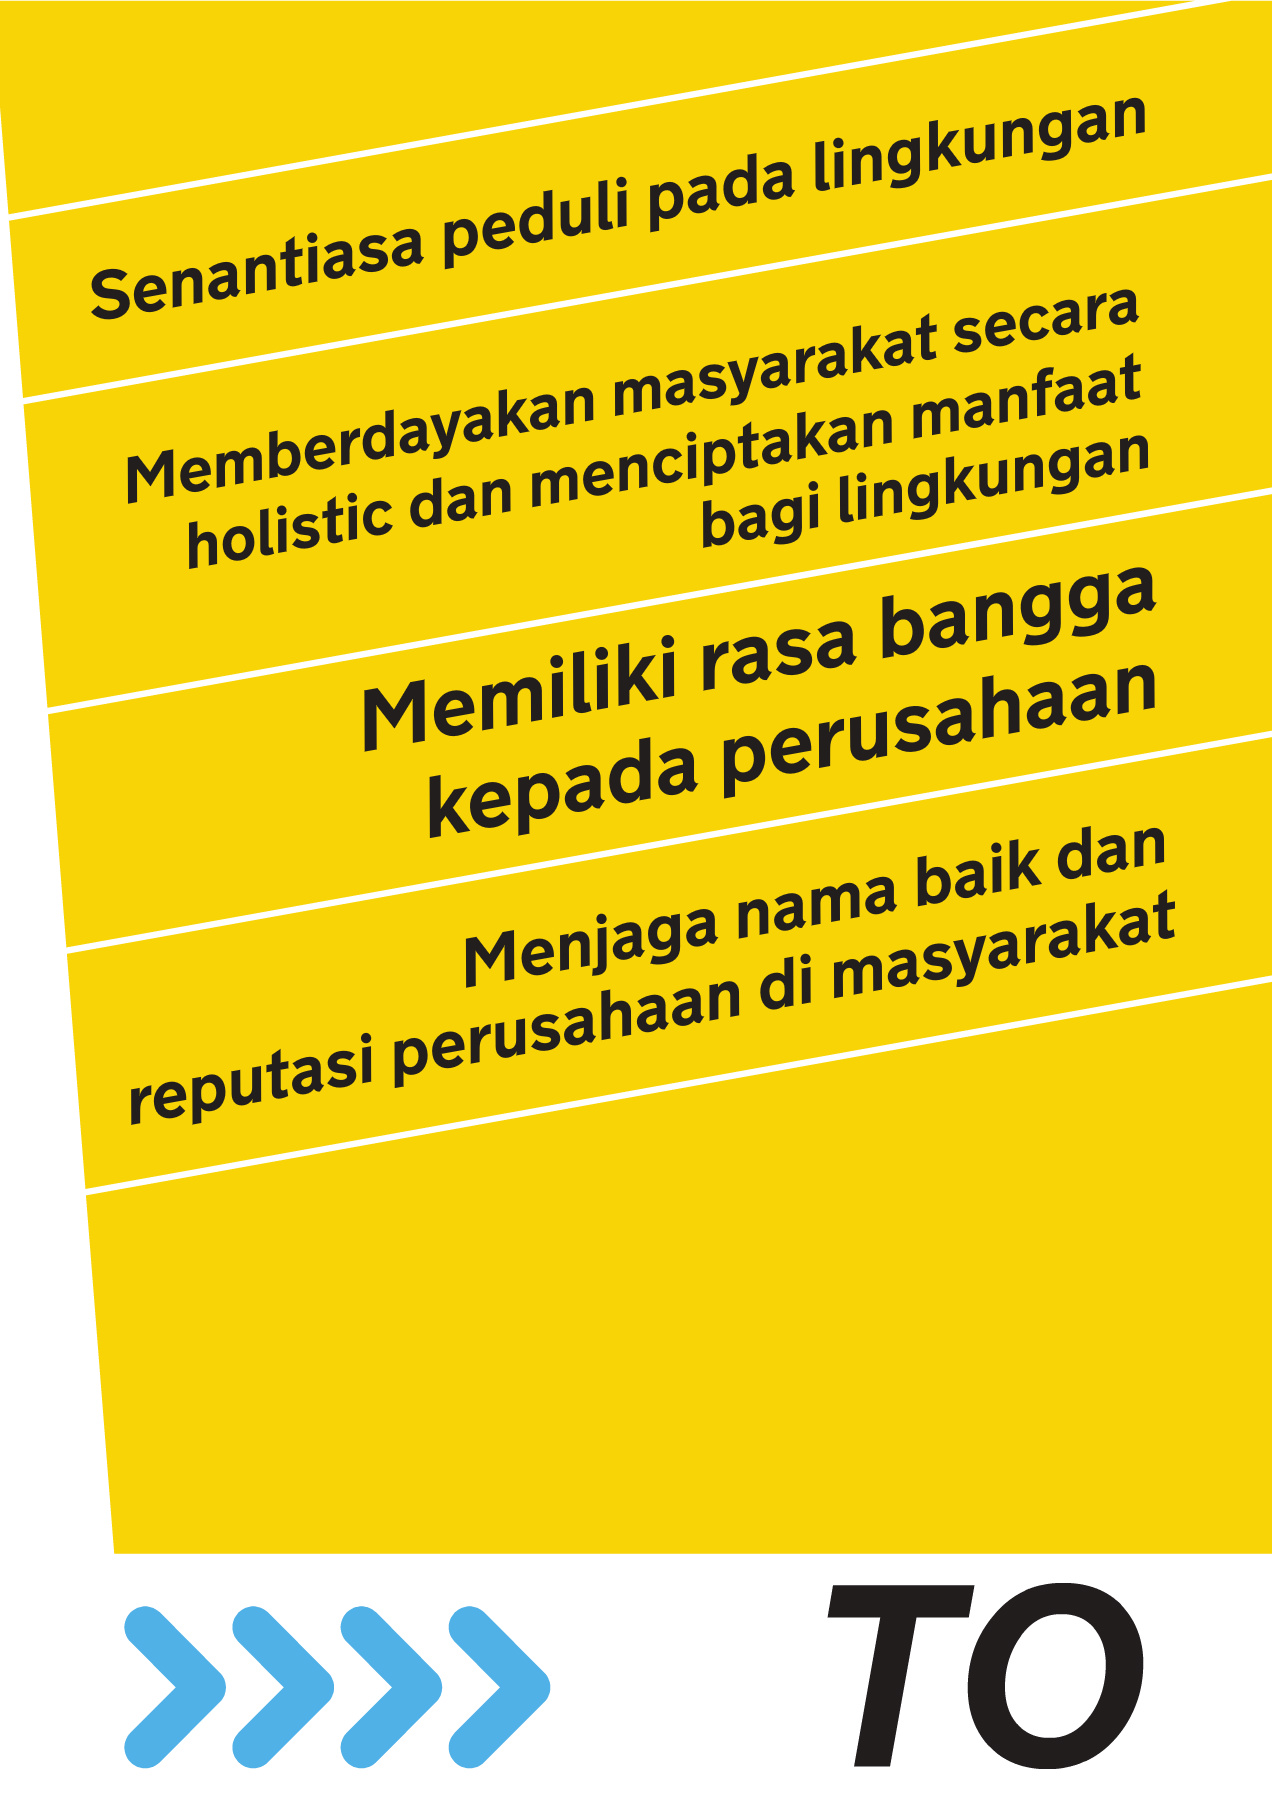 Senantiasa peduli pada lingkungan
Memberdayakan masyarakat secara
holistic dan menciptakan manfaat
bagi lingkungan
Memiliki rasa bangga
kepada perusahaan
Menjaga nama baik dan
reputasi perusahaan di masyarakat
TO